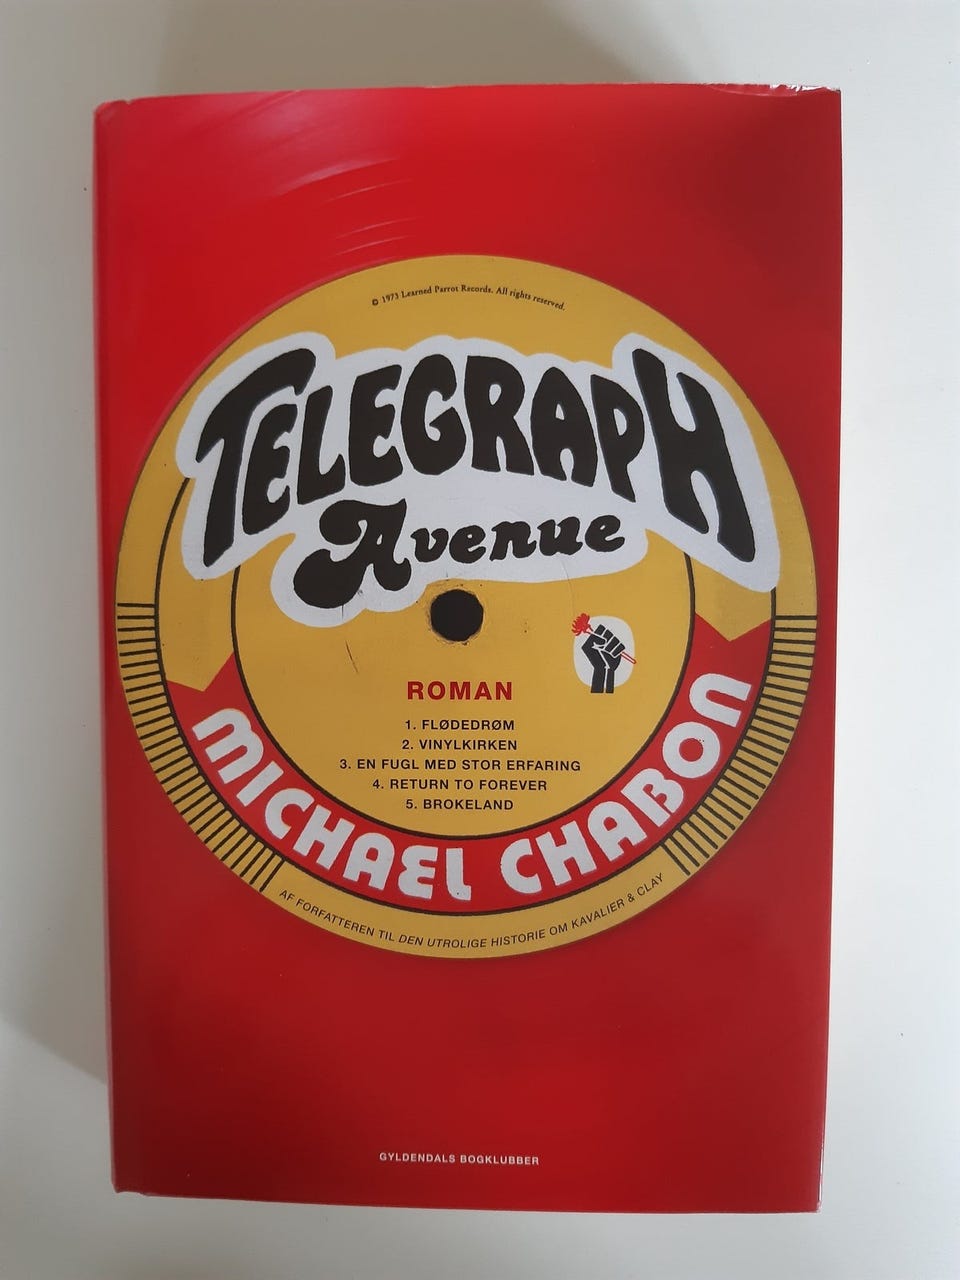 © 1973 Learned Parrot Records. All rights reserved.
TELEGRAPH
Avenue
ROMAN
1. FLØDEDRØM
2. VINYLKIRKEN
3. EN FUGL MED STOR ERFARING
4. RETURN TO FOREVER
5. BROKELAND
MICHAEL CHABON
AF FORFATTEREN TIL DEN UTROLIGE HISTORIE OM KAVALIER & CLAY
GYLDENDALS BOGKLUBBER